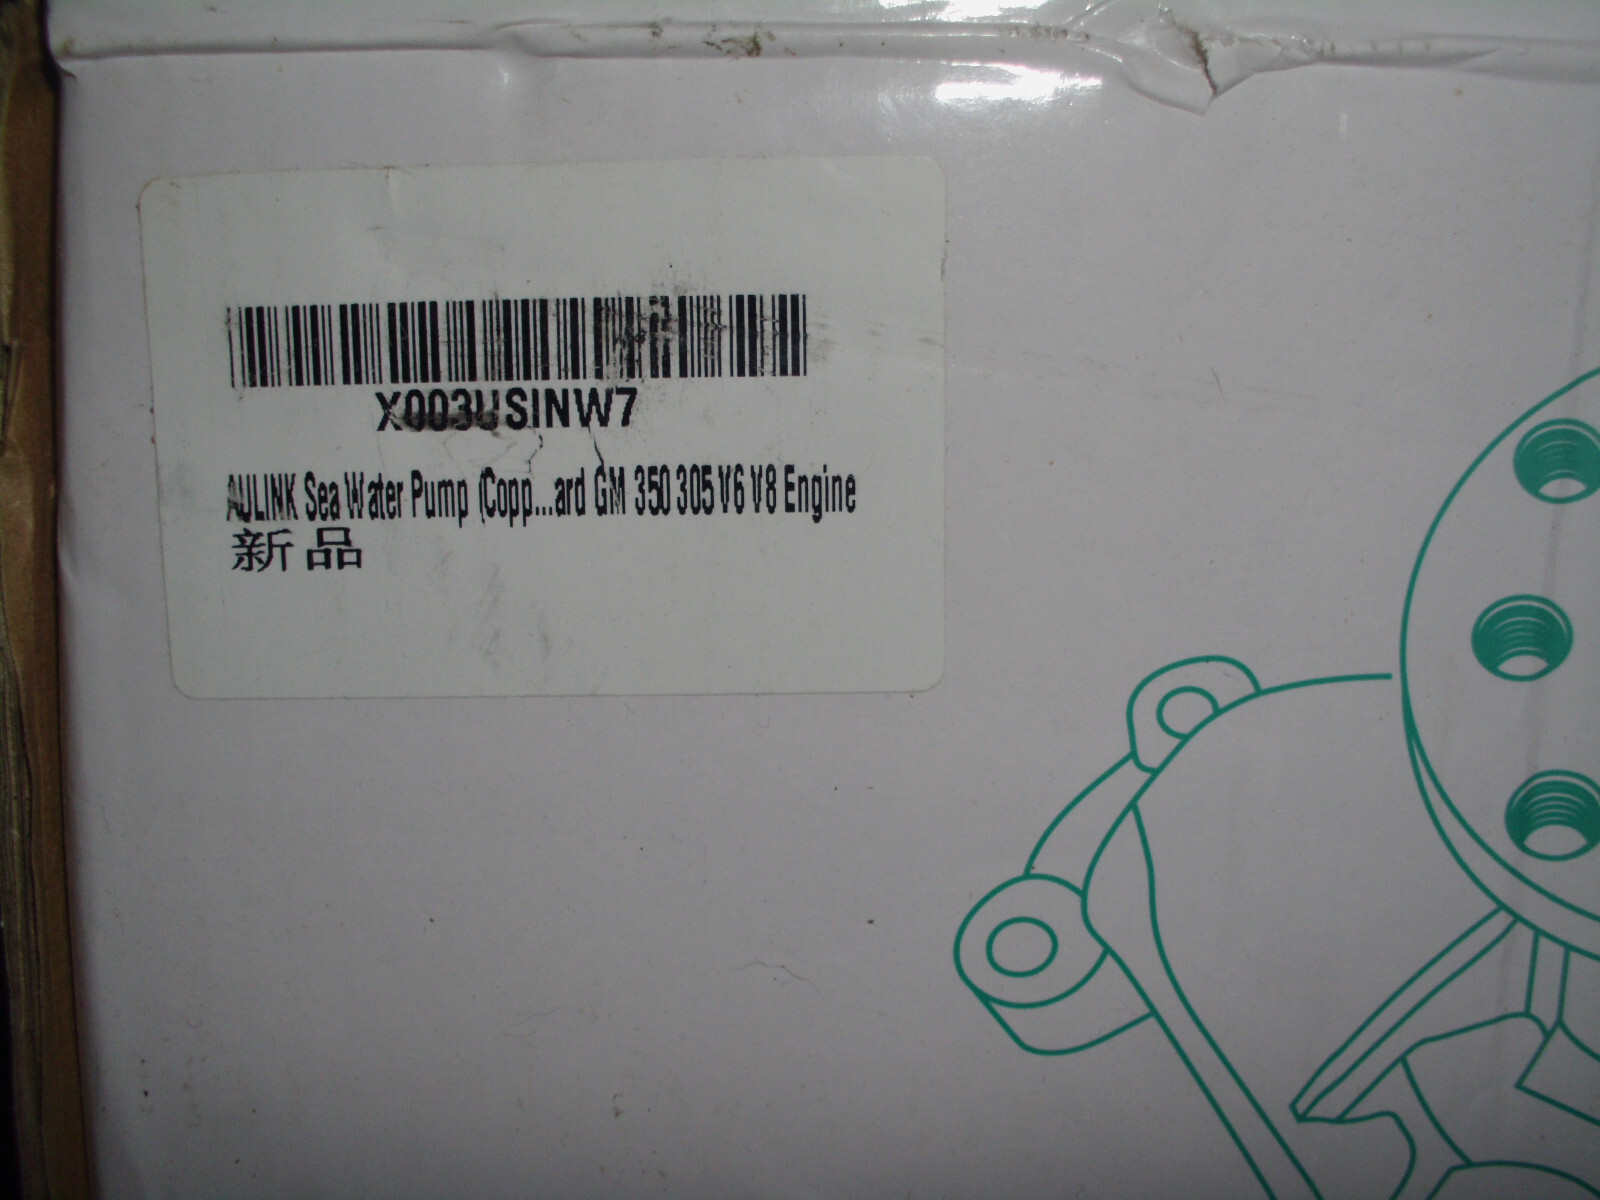 X003USINW7
AULINK Sea Water Pump (Copp...ard GM 350 305 V6 V8 Engine
新品